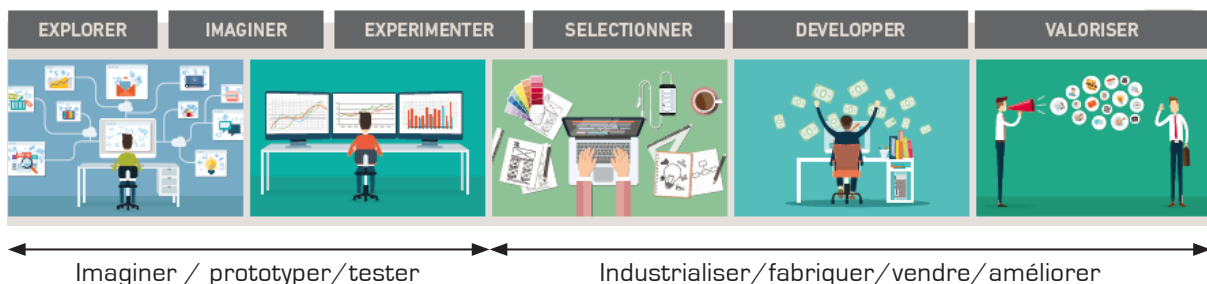 EXPLORER
IMAGINER
EXPERIMENTER
SELECTIONNER
DEVELOPPER
VALORISER
Imaginer / prototyper/tester
Industrialiser/fabriquer/vendre/améliorer